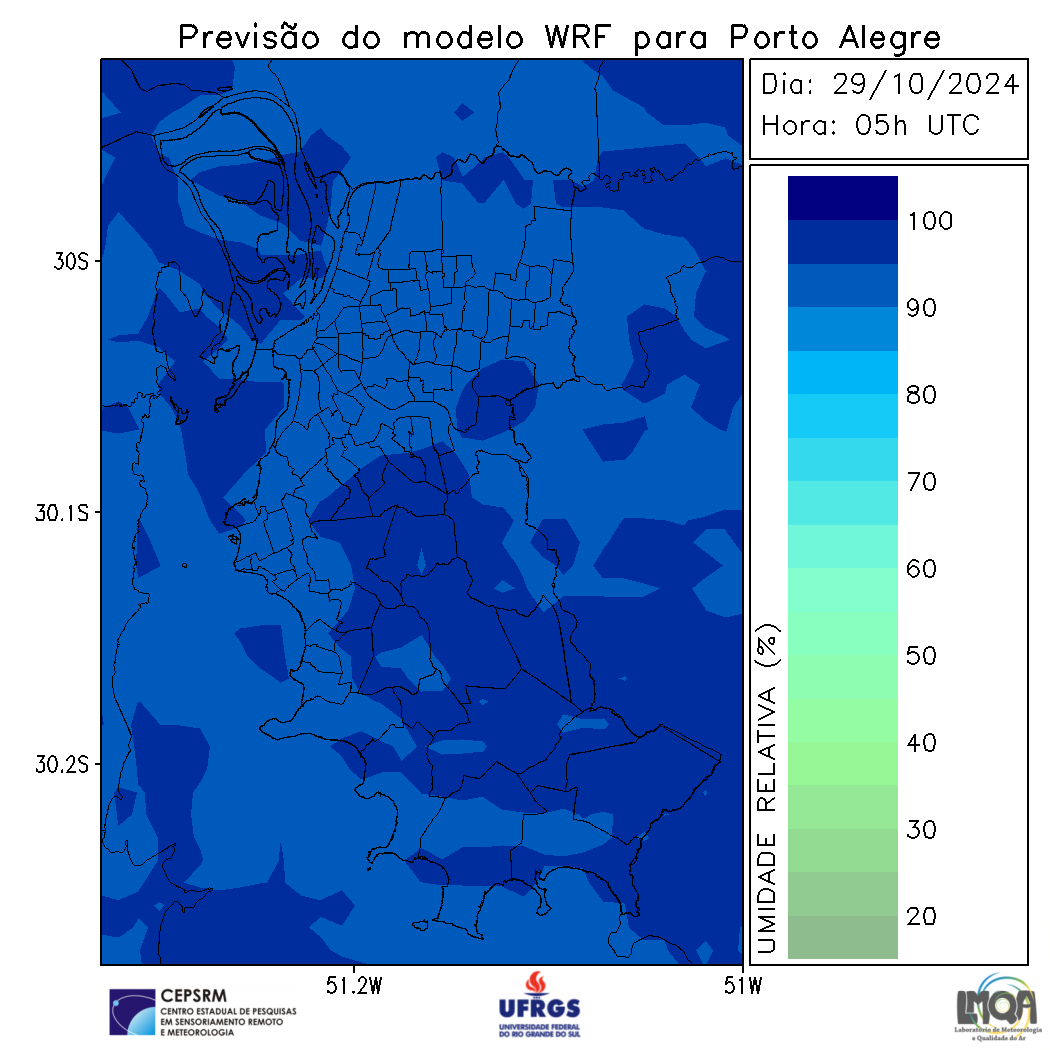 Previsão do modelo WRF para Porto Alegre
Dia: 29/10/2024
Hora: 05h UTC
30S
30.1S
30.2S
51.2W
51W
UMIDADE RELATIVA (%)
100
90
80
70
60
50
40
30
20
CEPSRM
CENTRO ESTADUAL DE PESQUISAS
EM SENSORIAMENTO REMOTO
E METEOROLOGIA
UFRGS
UNIVERSIDADE FEDERAL
DO RIO GRANDE DO SUL
LMQA
Laboratório de Meteorologia
e Qualidade do Ar